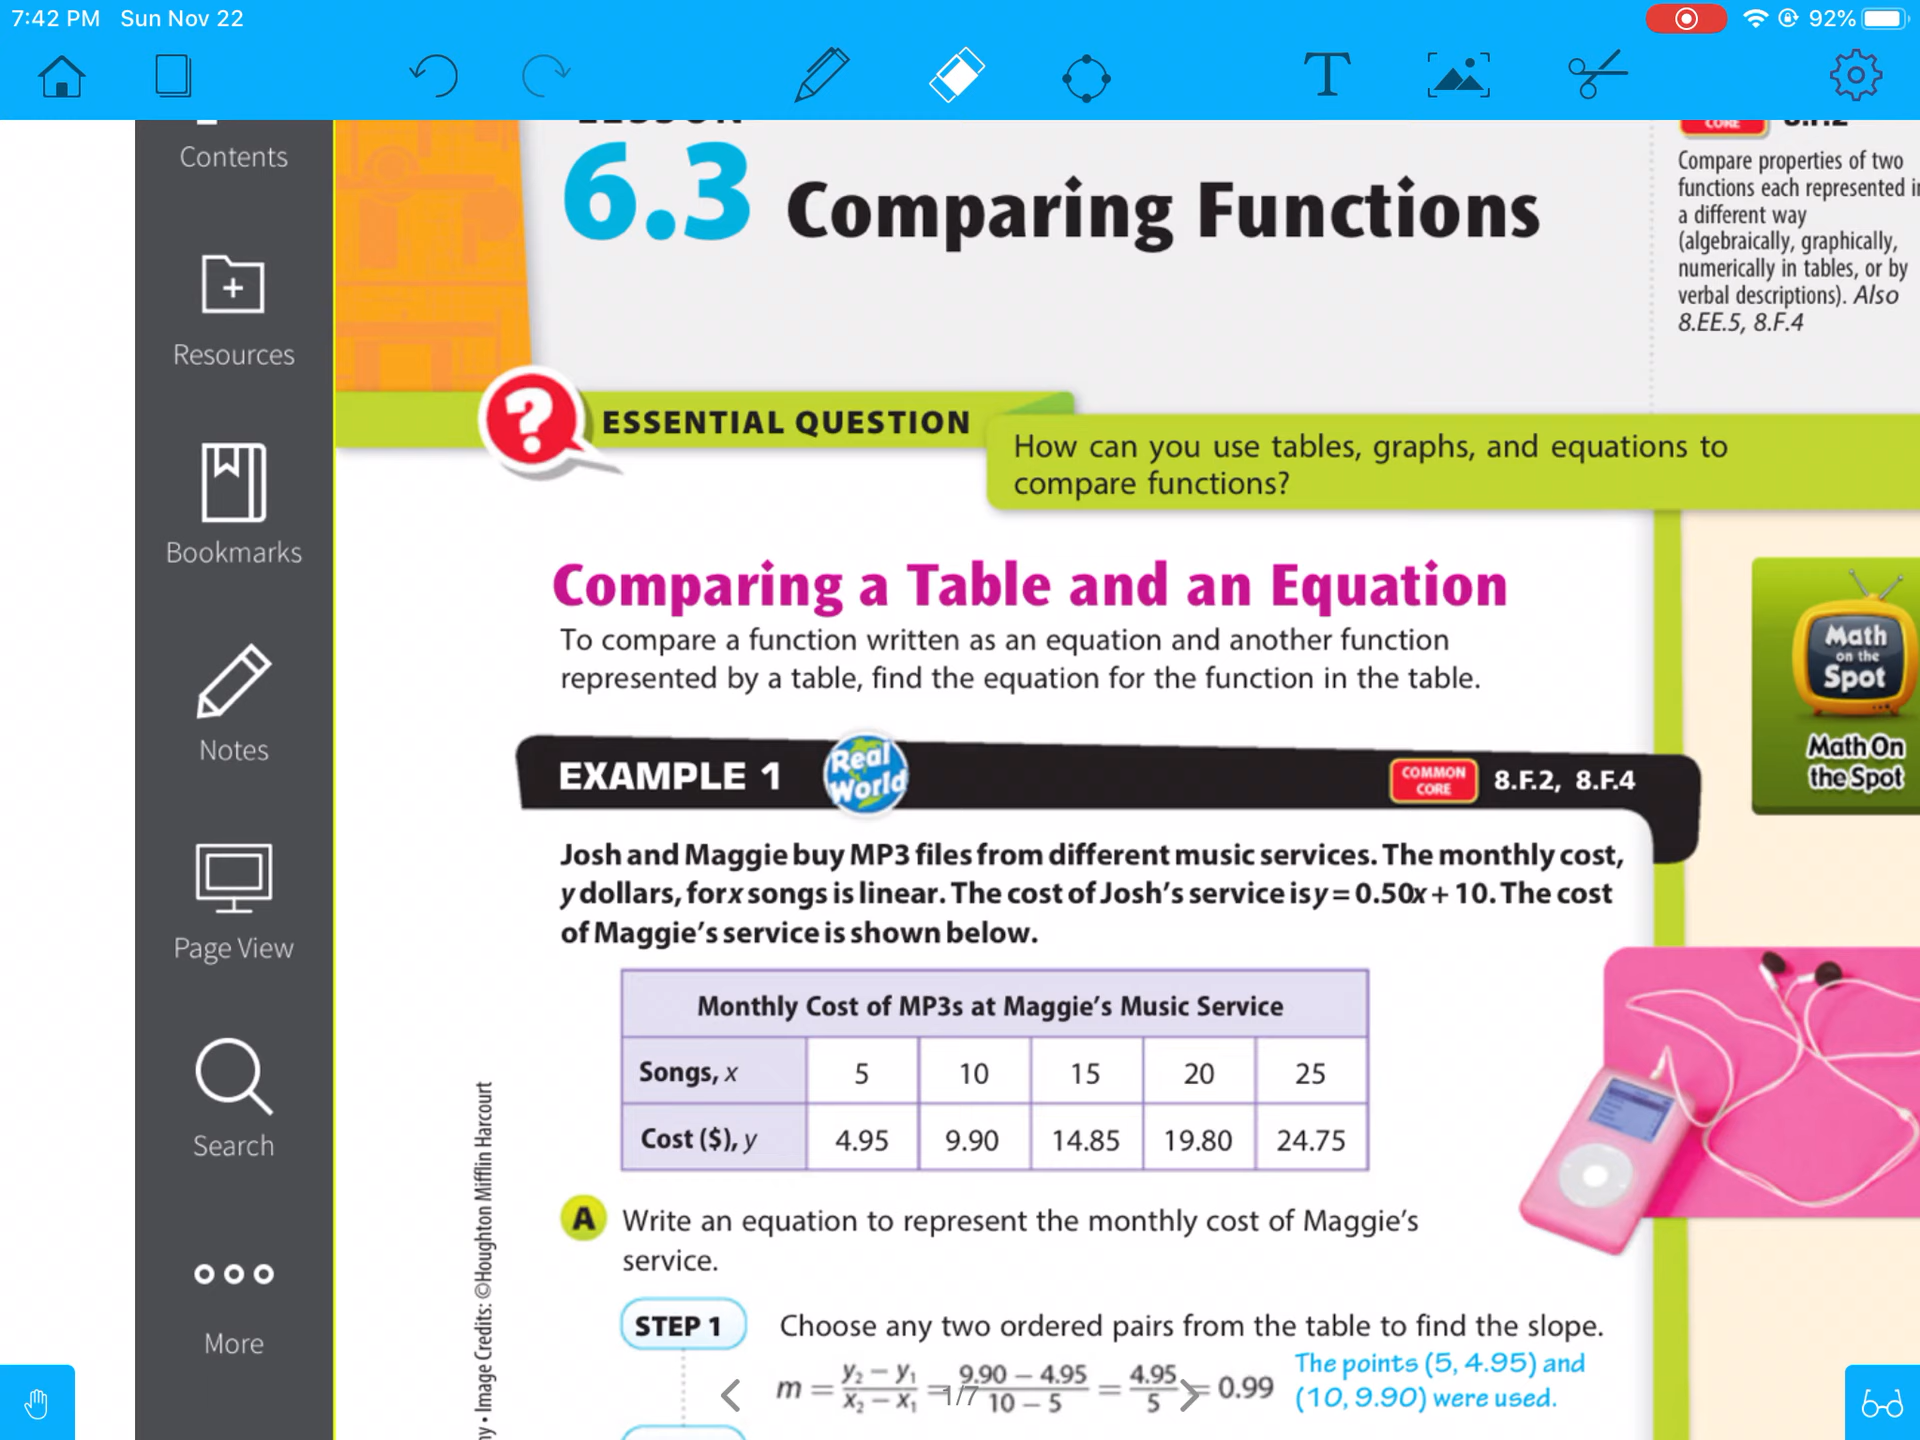 7:42 PM Sun Nov 22
92%
Contents
Resources
Bookmarks
Notes
Page View
Search
More
LESSON
6.3 Comparing Functions
CORE 8.F.2
Compare properties of two
functions each represented in
a different way
(algebraically, graphically,
numerically in tables, or by
verbal descriptions). Also
8.EE.5, 8.F.4
?
ESSENTIAL QUESTION
How can you use tables, graphs, and equations to
compare functions?
Comparing a Table and an Equation
To compare a function written as an equation and another function
represented by a table, find the equation for the function in the table.
Math
on the
Spot
Math On
the Spot
EXAMPLE 1
Real
World
COMMON
CORE
8.F.2, 8.F.4
Josh and Maggie buy MP3 files from different music services. The monthly cost,
y dollars, for x songs is linear. The cost of Josh's service is y = 0.50x + 10. The cost
of Maggie's service is shown below.
Monthly Cost of MP3s at Maggie's Music Service
Songs, x 5 10 15 20 25
Cost ($), y 4.95 9.90 14.85 19.80 24.75
A Write an equation to represent the monthly cost of Maggie's
service.
STEP 1 Choose any two ordered pairs from the table to find the slope.
m = y₂ − y₁ / x₂ − x₁ = 9.90 − 4.95 / 10 − 5 = 4.95 / 5 = 0.99
The points (5, 4.95) and
(10, 9.90) were used.
1/7
• Image Credits: ©Houghton Mifflin Harcourt